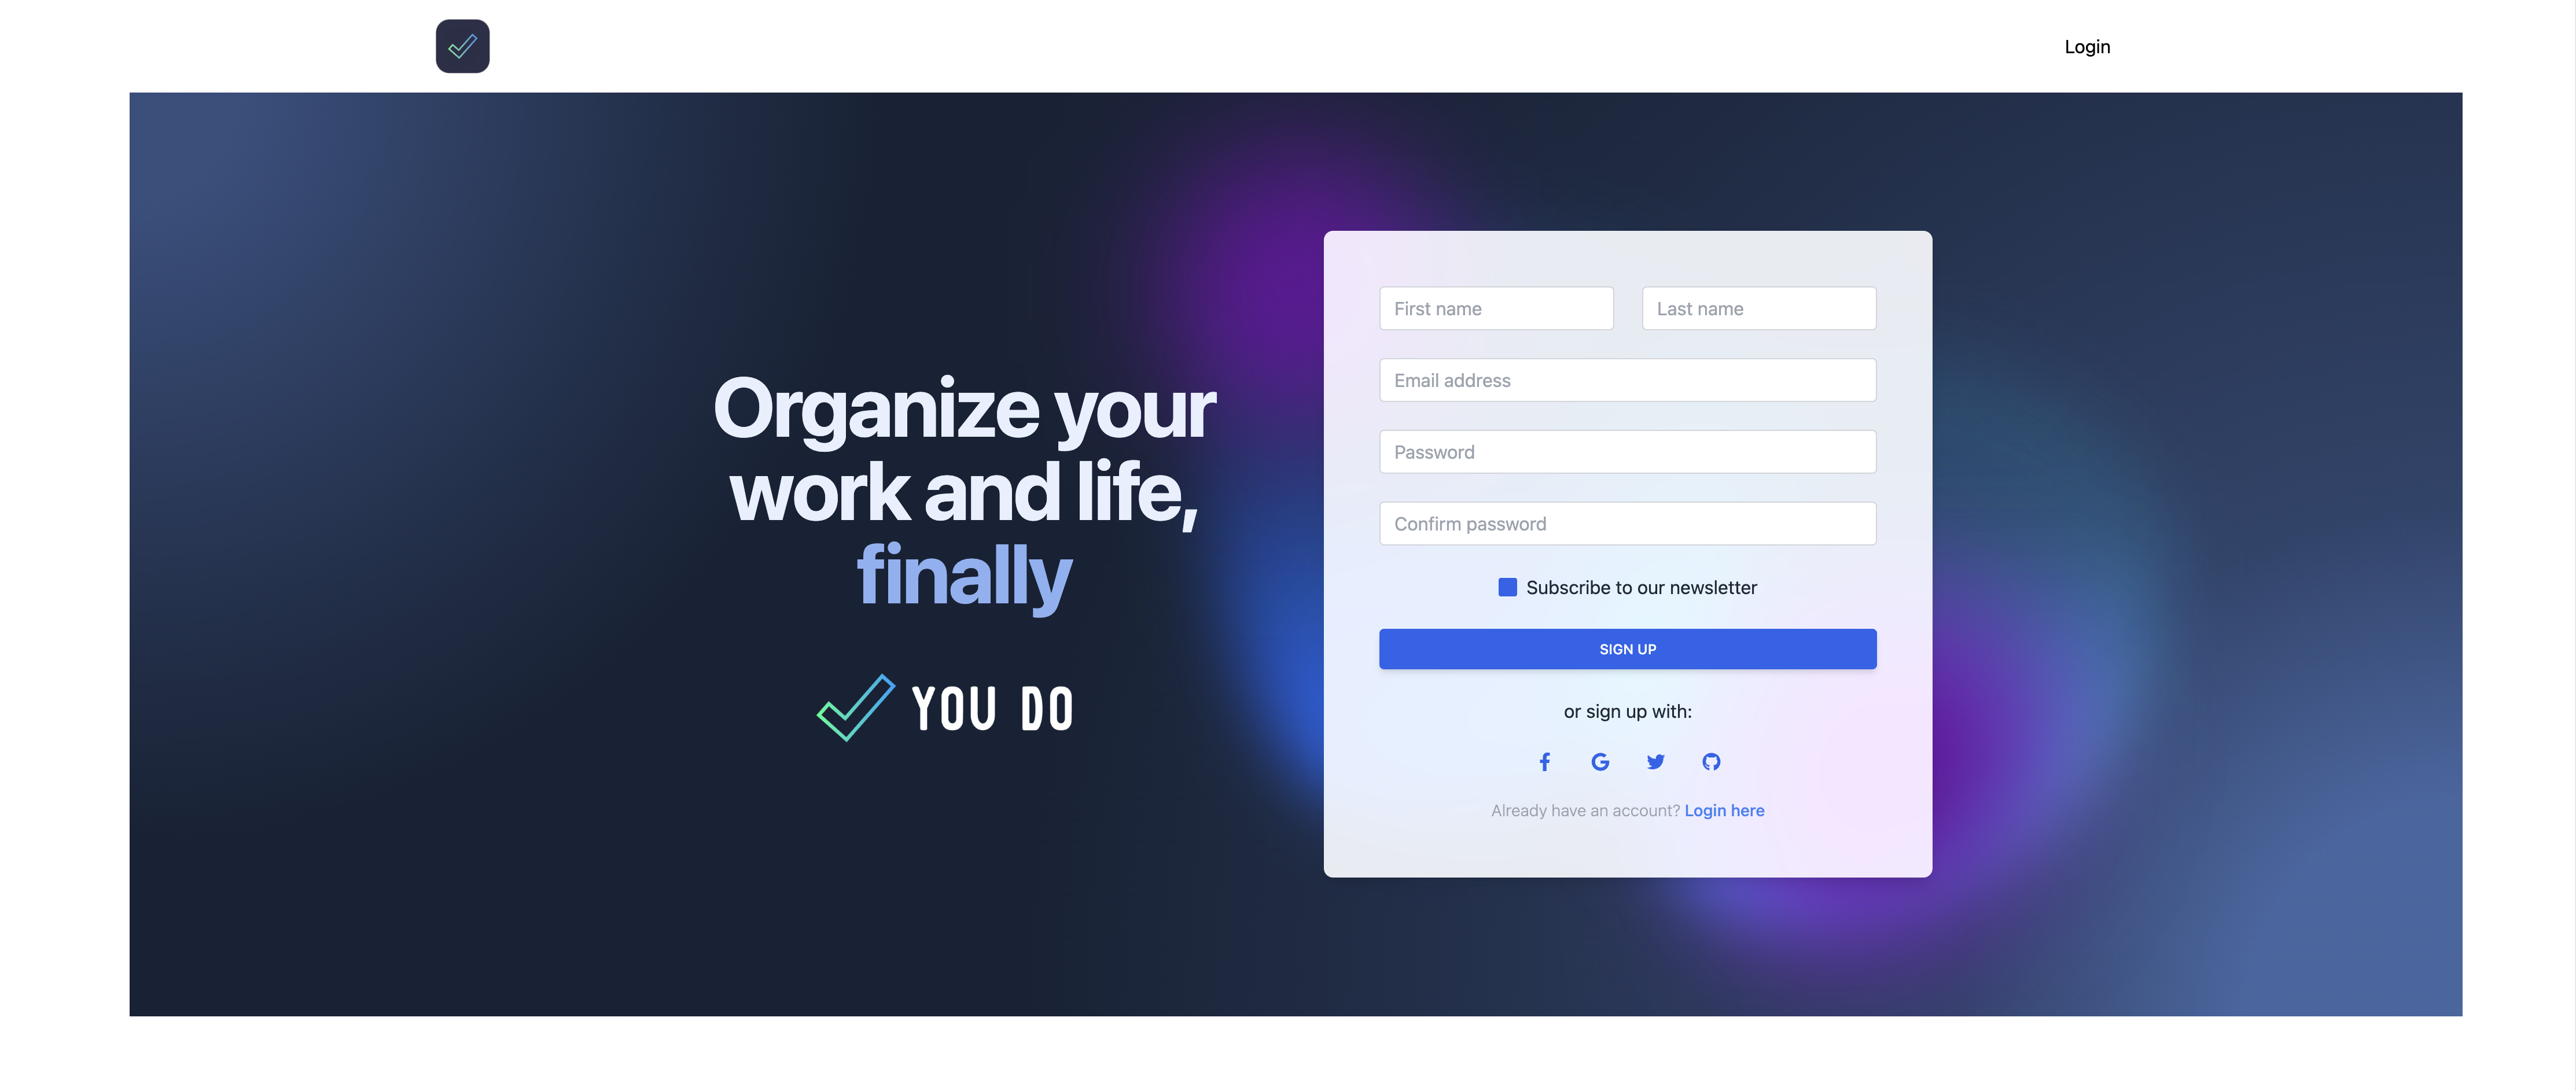 Login
Organize your
work and life,
finally
YOU DO
First name
Last name
Email address
Password
Confirm password
Subscribe to our newsletter
SIGN UP
or sign up with:
Already have an account? Login here